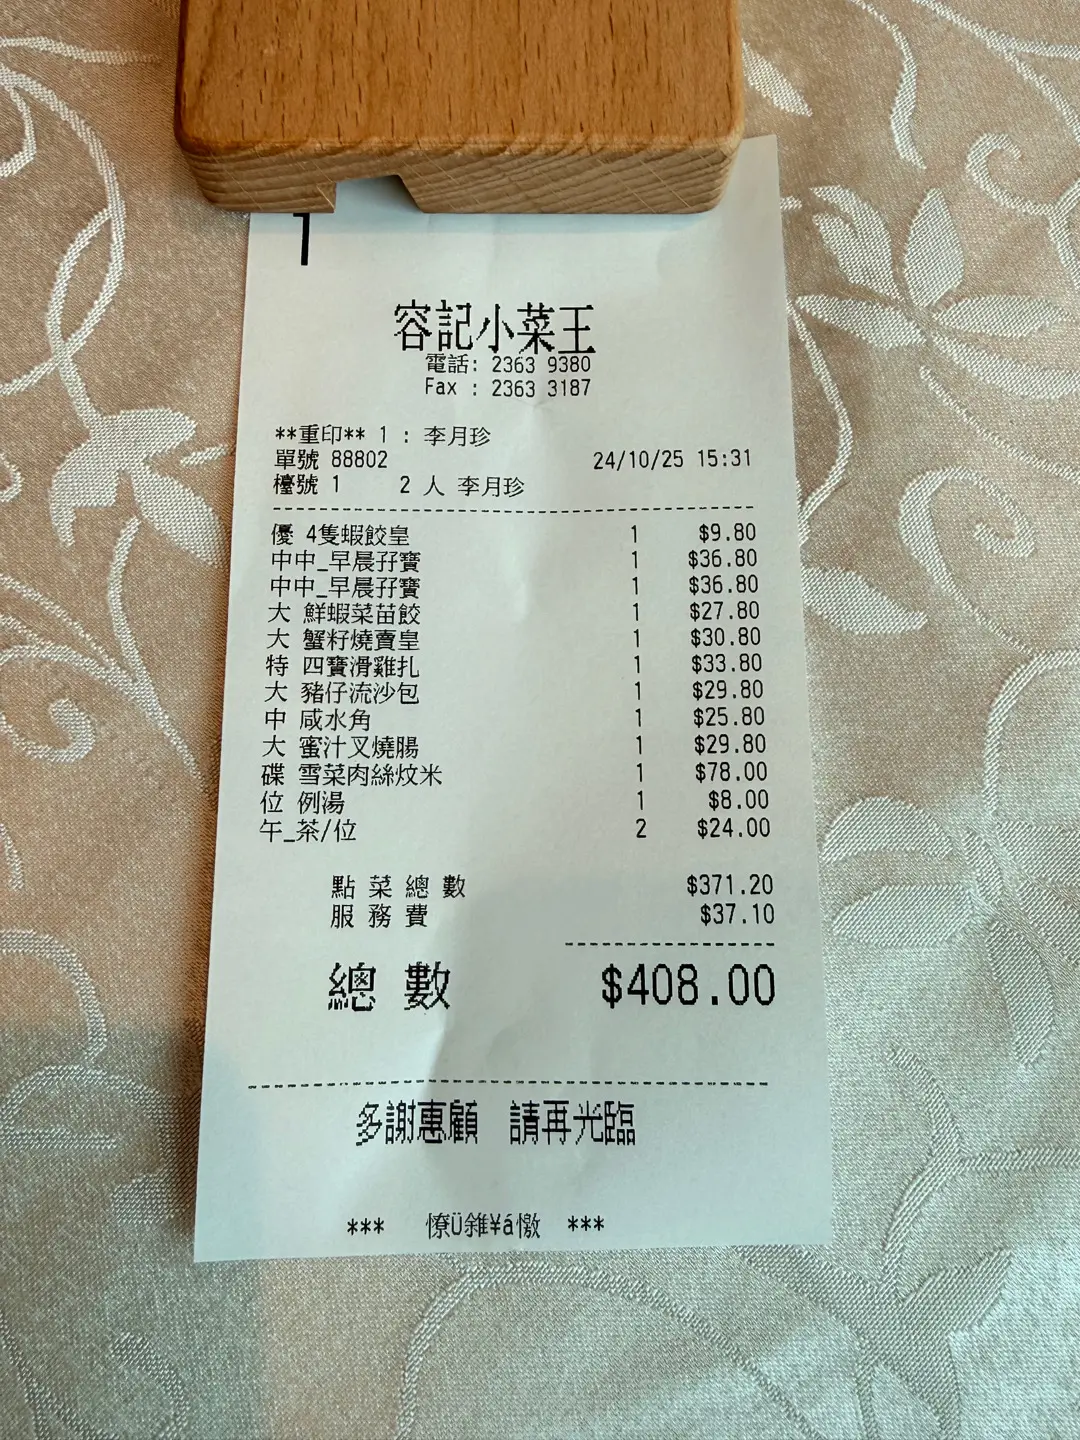 1
容記小菜王
電話: 2363 9380
Fax : 2363 3187
**重印** 1 : 李月珍
單號 88802 24/10/25 15:31
檯號 1 2 人 李月珍
優 4隻蝦餃皇 1 $9.80
中中_早晨孖寶 1 $36.80
中中_早晨孖寶 1 $36.80
大 鮮蝦菜苗餃 1 $27.80
大 蟹籽燒賣皇 1 $30.80
特 四寶滑雞扎 1 $33.80
大 豬仔流沙包 1 $29.80
中 咸水角 1 $25.80
大 蜜汁叉燒腸 1 $29.80
碟 雪菜肉絲炆米 1 $78.00
位 例湯 1 $8.00
午_茶/位 2 $24.00
點菜總數 $371.20
服務費 $37.10
總數 $408.00
多謝惠顧 請再光臨
*** ***